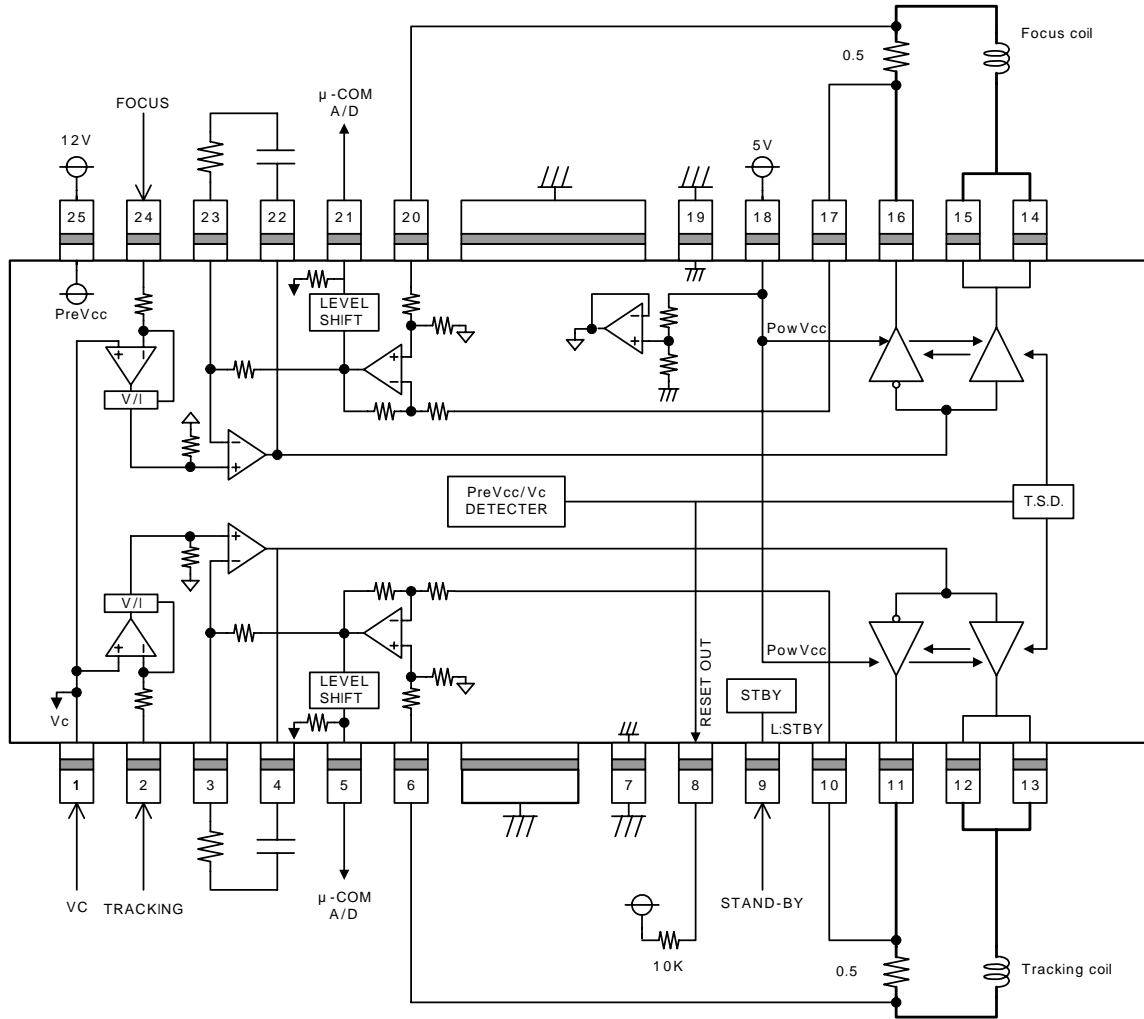 Focus coil
0.5
μ-COM
A/D
FOCUS
12V
5V
25
24
23
22
21
20
19
18
17
16
15
14
PreVcc
LEVEL
SHIFT
PowVcc
+
−
+
−
−
+
−
+
V/I
PreVcc/Vc
DETECTER
T.S.D.
+
−
V/I
+
−
−
+
LEVEL
SHIFT
PowVcc
RESET OUT
STBY
L:STBY
Vc
1
2
3
4
5
6
7
8
9
10
11
12
13
VC
TRACKING
μ-COM
A/D
STAND-BY
10K
0.5
Tracking coil